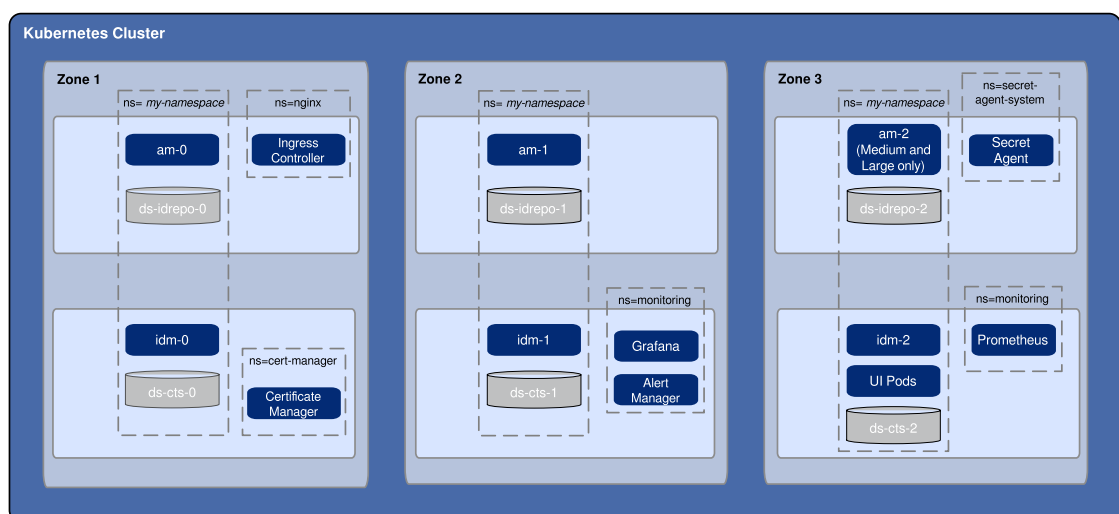 Kubernetes Cluster
Zone 1
ns= my-namespace
ns=nginx
am-0
Ingress
Controller
ds-idrepo-0
idm-0
ns=cert-manager
ds-cts-0
Certificate
Manager
Zone 2
ns= my-namespace
am-1
ds-idrepo-1
ns=monitoring
idm-1
Grafana
ds-cts-1
Alert
Manager
Zone 3
ns=secret-
agent-system
ns= my-namespace
am-2
(Medium and
Large only)
Secret
Agent
ds-idrepo-2
ns=monitoring
idm-2
Prometheus
UI Pods
ds-cts-2